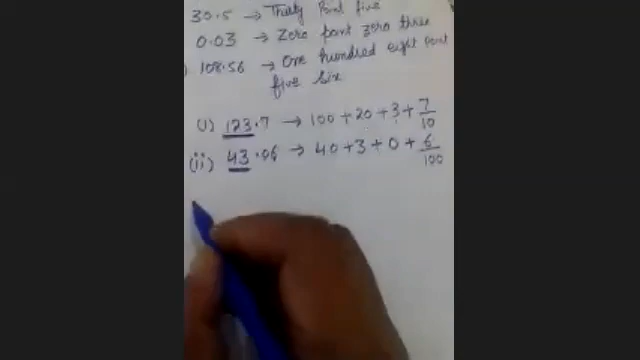 30.5 → Thirty Point five
0.03 → Zero point zero three
) 108.56 → One hundred eight point
five six
(i) 123.7 → 100 + 20 + 3 + 7/10
(ii) 43.06 → 40 + 3 + 0 + 6/100